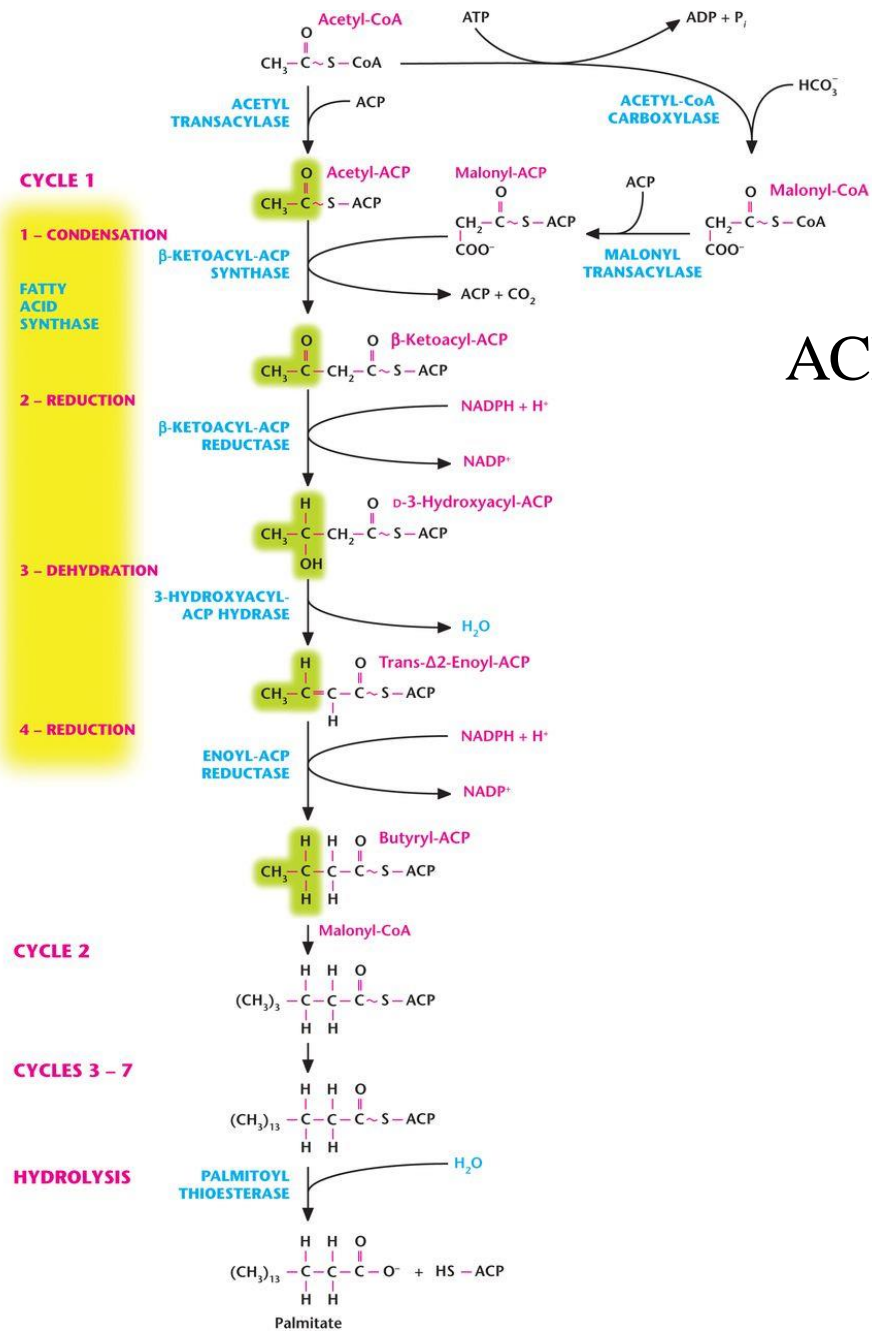 Acetyl-CoA
O
CH₃ — C ~ S — CoA
ATP
ADP + Pᵢ
ACETYL
TRANSACYLASE
ACP
ACETYL-CoA
CARBOXYLASE
HCO₃⁻
CYCLE 1
Acetyl-ACP
O
CH₃ — C ~ S — ACP
Malonyl-ACP
O
CH₂ — C ~ S — ACP
COO⁻
ACP
MALONYL
TRANSACYLASE
Malonyl-CoA
O
CH₂ — C ~ S — CoA
COO⁻
1 – CONDENSATION
β-KETOACYL-ACP
SYNTHASE
ACP + CO₂
FATTY
ACID
SYNTHASE
β-Ketoacyl-ACP
O O
CH₃ — C — CH₂ — C ~ S — ACP
AC
2 – REDUCTION
β-KETOACYL-ACP
REDUCTASE
NADPH + H⁺
NADP⁺
D-3-Hydroxyacyl-ACP
H O
CH₃ — C — CH₂ — C ~ S — ACP
OH
3 – DEHYDRATION
3-HYDROXYACYL-
ACP HYDRASE
H₂O
Trans-Δ2-Enoyl-ACP
H O
CH₃ — C = C — C ~ S — ACP
H
4 – REDUCTION
ENOYL-ACP
REDUCTASE
NADPH + H⁺
NADP⁺
Butyryl-ACP
H H O
CH₃ — C — C — C ~ S — ACP
H H
Malonyl-CoA
CYCLE 2
H H O
(CH₃)₃ — C — C — C ~ S — ACP
H H
CYCLES 3 – 7
H H O
(CH₃)₁₃ — C — C — C ~ S — ACP
H H
HYDROLYSIS
PALMITOYL
THIOESTERASE
H₂O
H H O
(CH₃)₁₃ — C — C — C — O⁻ + HS — ACP
H H
Palmitate